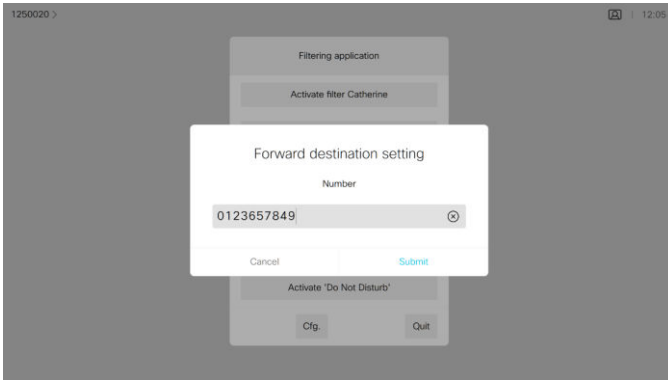 1250020 > 12:05
Filtering application
Activate filter Catherine
Forward destination setting
Number
0123657849
Cancel Submit
Activate 'Do Not Disturb'
Cfg. Quit